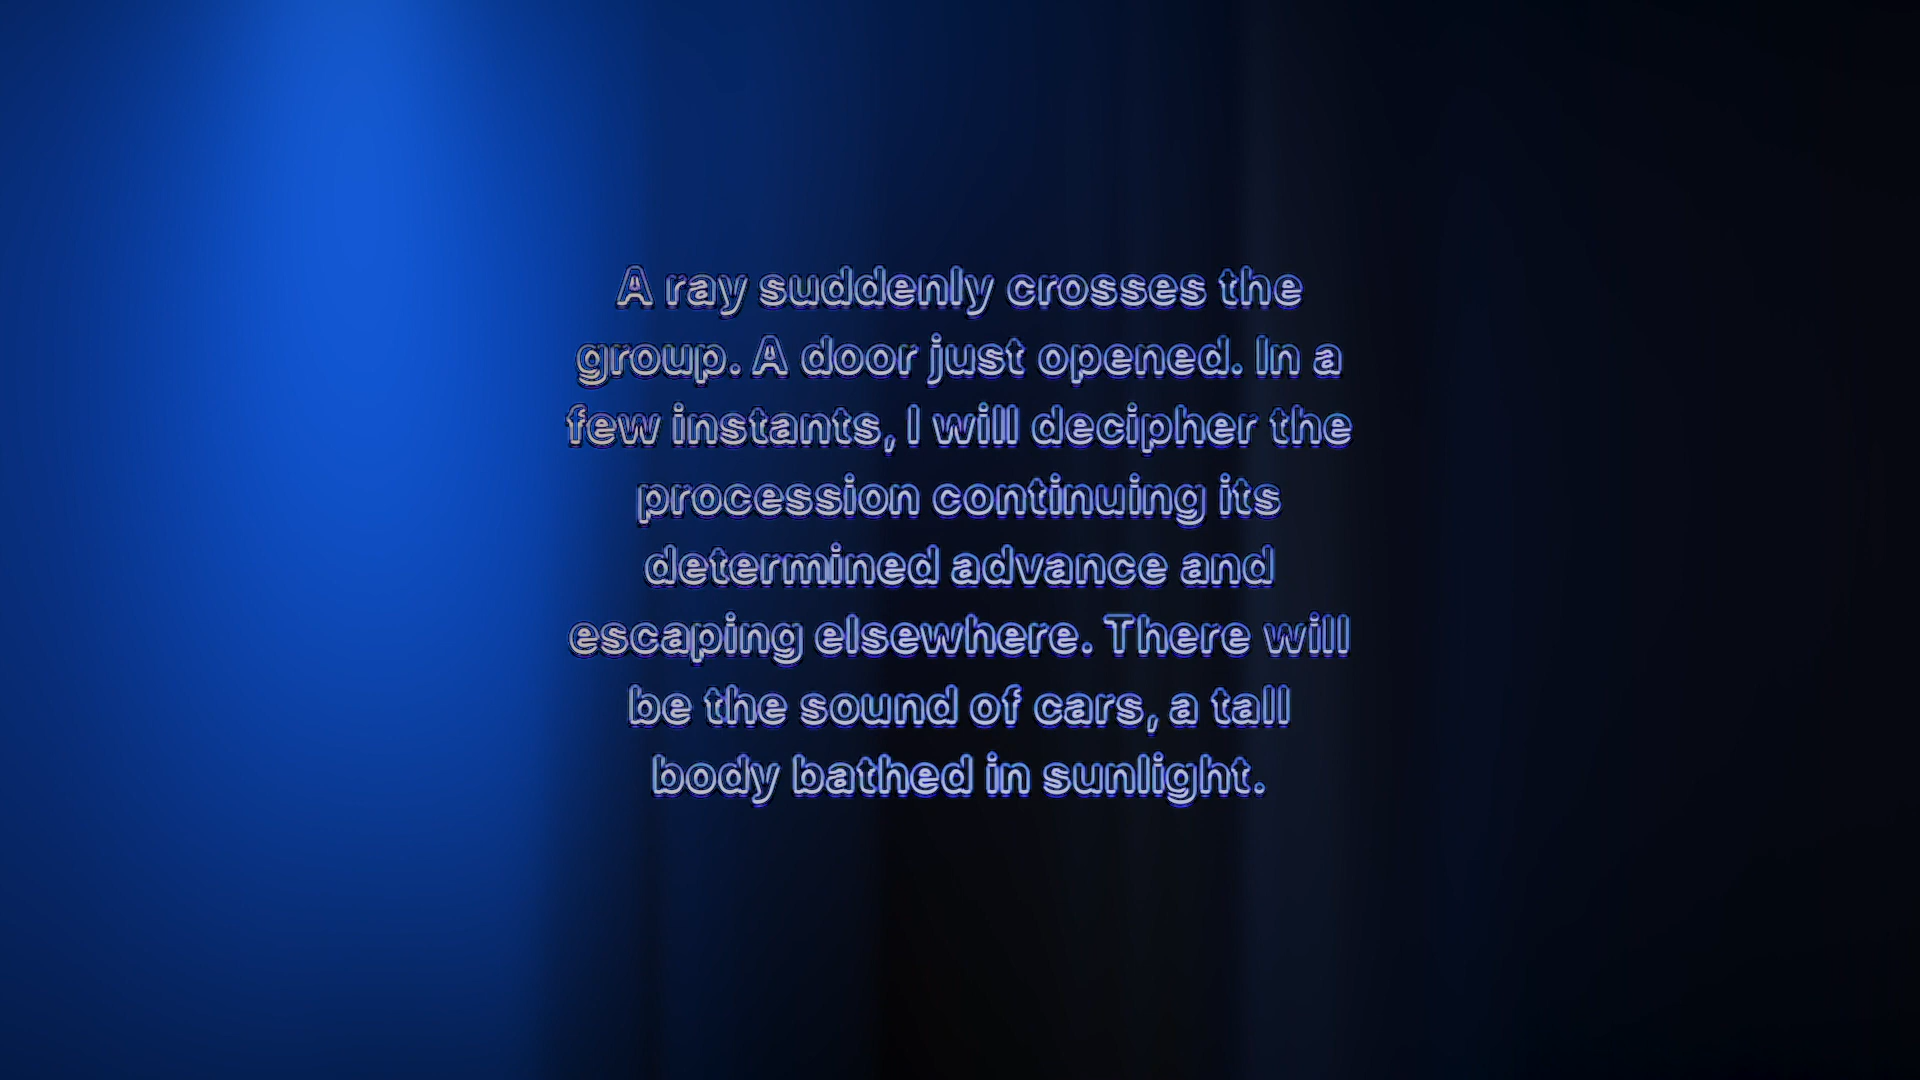 A ray suddenly crosses the
group. A door just opened. In a
few instants, I will decipher the
procession continuing its
determined advance and
escaping elsewhere. There will
be the sound of cars, a tall
body bathed in sunlight.